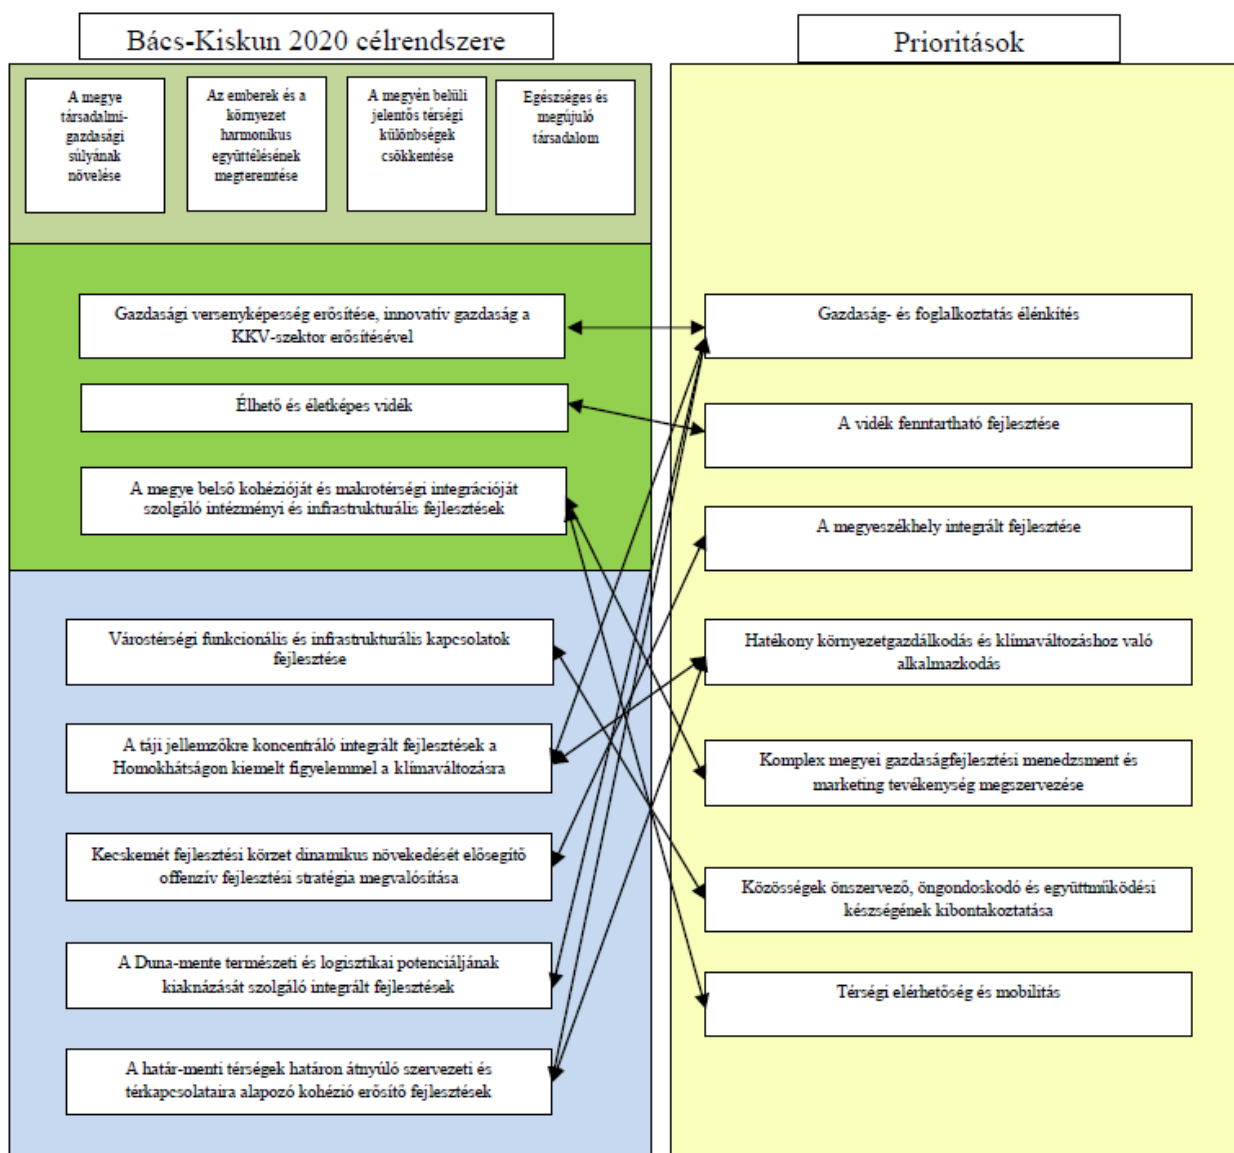 Bács-Kiskun 2020 célrendszere
A megye
társadalmi-
gazdasági
súlyának
növelése
Az emberek és a
környezet
harmonikus
együttélésének
megteremtése
A megyén belüli
jelentős térségi
különbségek
csökkentése
Egészséges és
megújuló
társadalom
Gazdasági versenyképesség erősítése, innovatív gazdaság a
KKV-szektor erősítésével
Élhető és életképes vidék
A megye belső kohézióját és makrotérségi integrációját
szolgáló intézményi és infrastrukturális fejlesztések
Várostérségi funkcionális és infrastrukturális kapcsolatok
fejlesztése
A táji jellemzőkre koncentráló integrált fejlesztések a
Homokhátságon kiemelt figyelemmel a klímaváltozásra
Kecskemét fejlesztési körzet dinamikus növekedését elősegítő
offenzív fejlesztési stratégia megvalósítása
A Duna-mente természeti és logisztikai potenciáljának
kiaknázását szolgáló integrált fejlesztések
A határ-menti térségek határon átnyúló szervezeti és
térkapcsolataira alapozó kohézió erősítő fejlesztések
Prioritások
Gazdaság- és foglalkoztatás élénkítés
A vidék fenntartható fejlesztése
A megyeszékhely integrált fejlesztése
Hatékony környezetgazdálkodás és klímaváltozáshoz való
alkalmazkodás
Komplex megyei gazdaságfejlesztési menedzsment és
marketing tevékenység megszervezése
Közösségek önszervező, öngondoskodó és együttműködési
készségének kibontakoztatása
Térségi elérhetőség és mobilitás